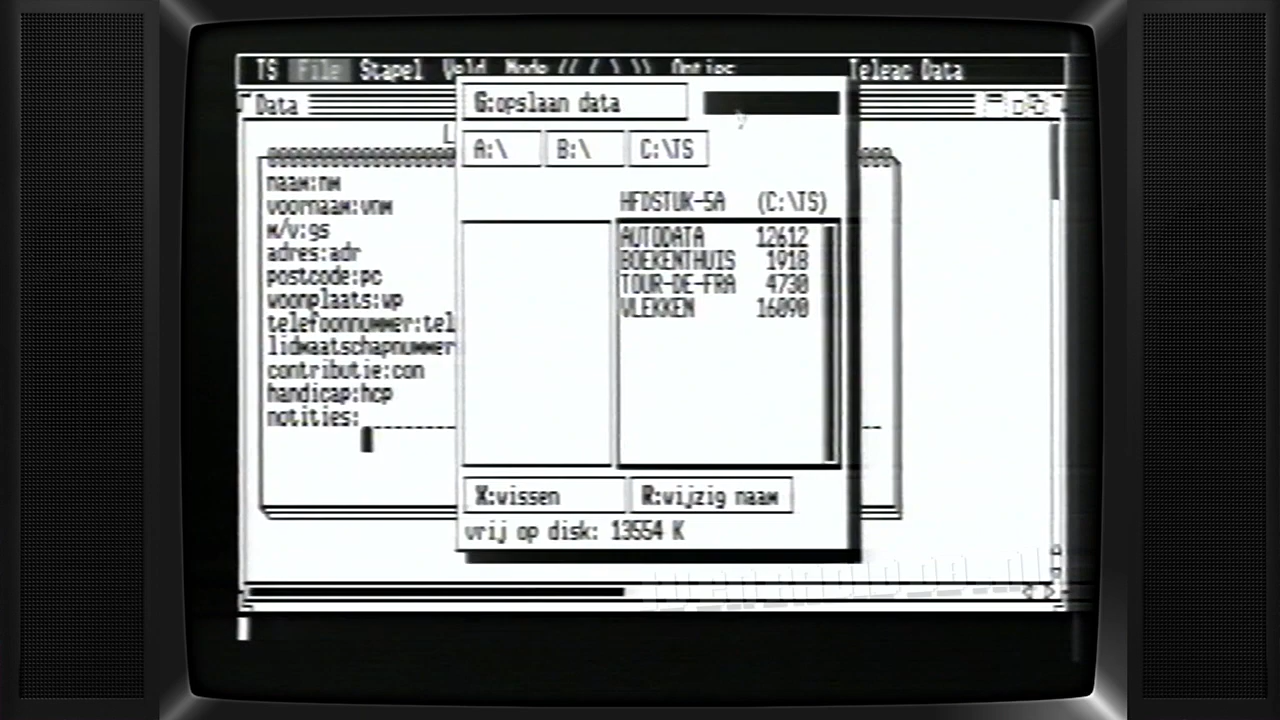 TS File Stapel Veld Mode // ( \ \\ Opties Teleac Data
Data
G:opslaan data
A:\ B:\ C:\TS
naam:nm
voornaam:vnm
m/v:gs
adres:adr
postcode:pc
woonplaats:wp
telefoonnummer:tel
lidmaatschapnummer
contributie:con
handicap:hcp
notities:
HFDSTUK-5A (C:\TS)
AUTODATA 12612
BOEKENTHUIS 1918
TOUR-DE-FRA 4730
VLEKKEN 16090
X:wissen R:wijzig naam
vrij op disk: 13554 K